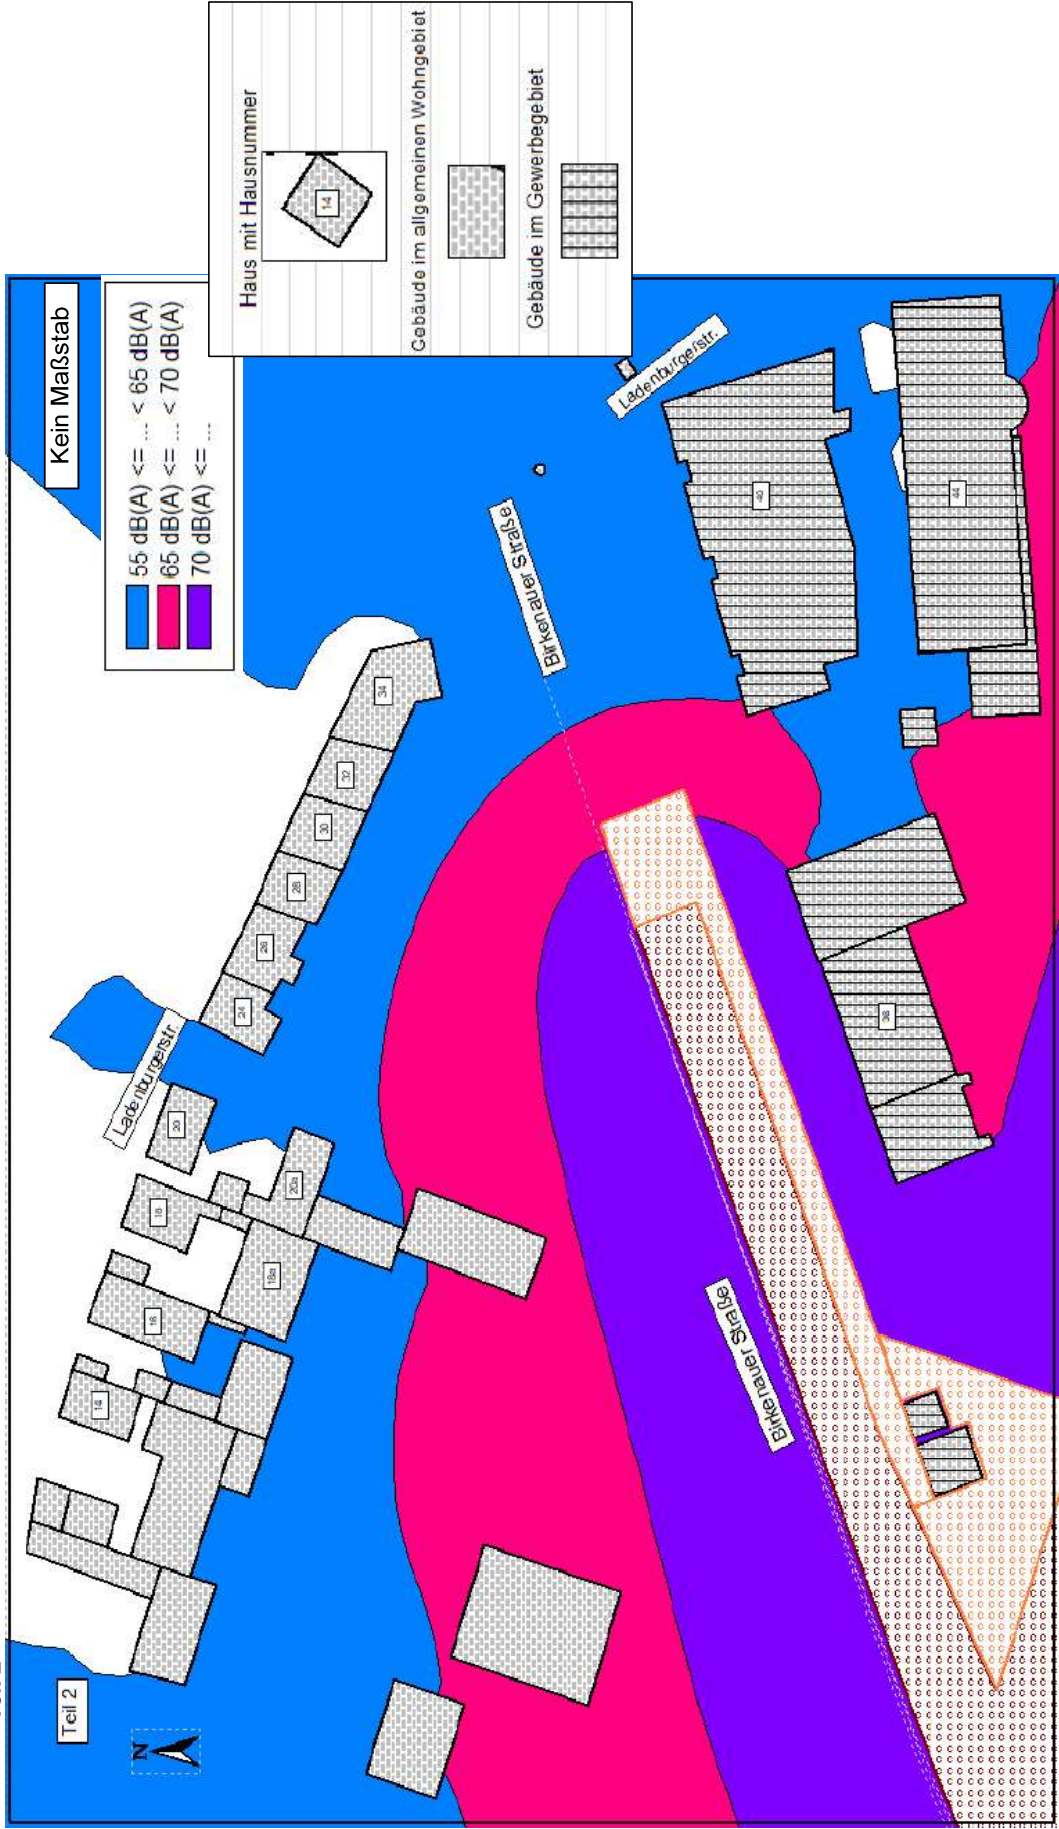 Haus mit Hausnummer
14
Gebäude im allgemeinen Wohngebiet
Gebäude im Gewerbegebiet
Kein Maßstab
55 dB(A) <= ... < 65 dB(A)
65 dB(A) <= ... < 70 dB(A)
70 dB(A) <= ...
Teil 2
N
Ladenburgerstr.
Ladenburgerstr.
Birkenauer Straße
Birkenauer Straße
14
16
18
18a
20
20a
24
26
28
30
32
34
40
44